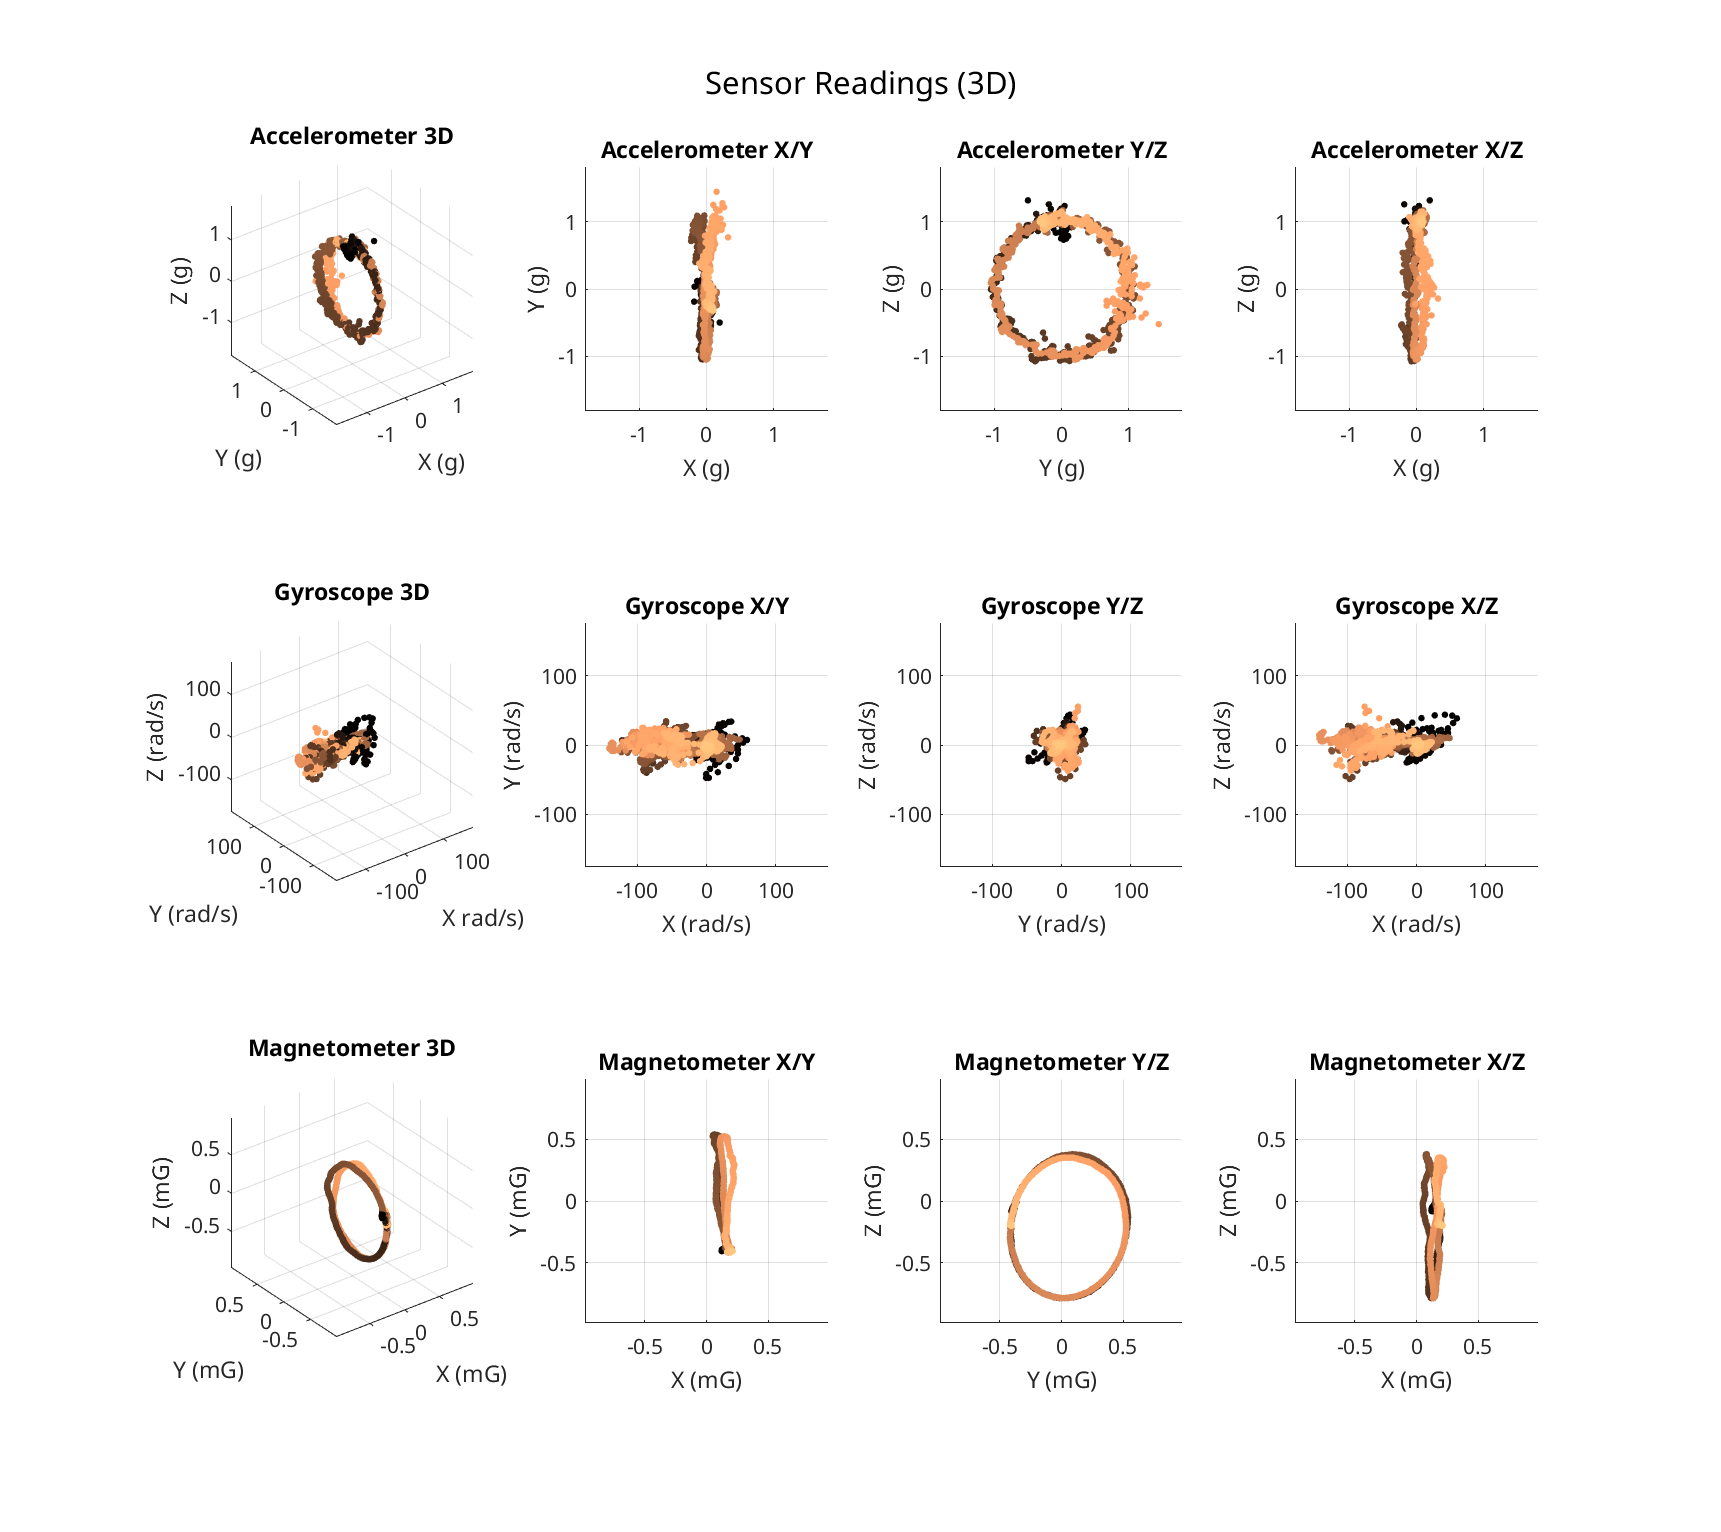 Sensor Readings (3D)
Accelerometer 3D
Z (g)
1
0
-1
1
0
-1
Y (g)
-1
0
1
X (g)
Accelerometer X/Y
Y (g)
1
0
-1
-1
0
1
X (g)
Accelerometer Y/Z
Z (g)
1
0
-1
-1
0
1
Y (g)
Accelerometer X/Z
Z (g)
1
0
-1
-1
0
1
X (g)
Gyroscope 3D
Z (rad/s)
100
0
-100
100
0
-100
Y (rad/s)
-100
0
100
X rad/s)
Gyroscope X/Y
Y (rad/s)
100
0
-100
-100
0
100
X (rad/s)
Gyroscope Y/Z
Z (rad/s)
100
0
-100
-100
0
100
Y (rad/s)
Gyroscope X/Z
Z (rad/s)
100
0
-100
-100
0
100
X (rad/s)
Magnetometer 3D
Z (mG)
0.5
0
-0.5
0.5
0
-0.5
Y (mG)
-0.5
0
0.5
X (mG)
Magnetometer X/Y
Y (mG)
0.5
0
-0.5
-0.5
0
0.5
X (mG)
Magnetometer Y/Z
Z (mG)
0.5
0
-0.5
-0.5
0
0.5
Y (mG)
Magnetometer X/Z
Z (mG)
0.5
0
-0.5
-0.5
0
0.5
X (mG)